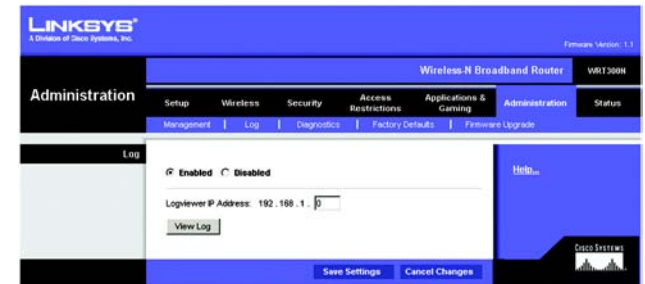 LINKSYS®
A Division of Cisco Systems, Inc.
Firmware Version: 1.1
Wireless-N Broadband Router WRT300N
Administration
Setup Wireless Security Access Restrictions Applications & Gaming Administration Status
Management | Log | Diagnostics | Factory Defaults | Firmware Upgrade
Log
Enabled Disabled
Help...
Logviewer IP Address: 192 . 168 . 1 . 0
View Log
CISCO SYSTEMS
Save Settings Cancel Changes